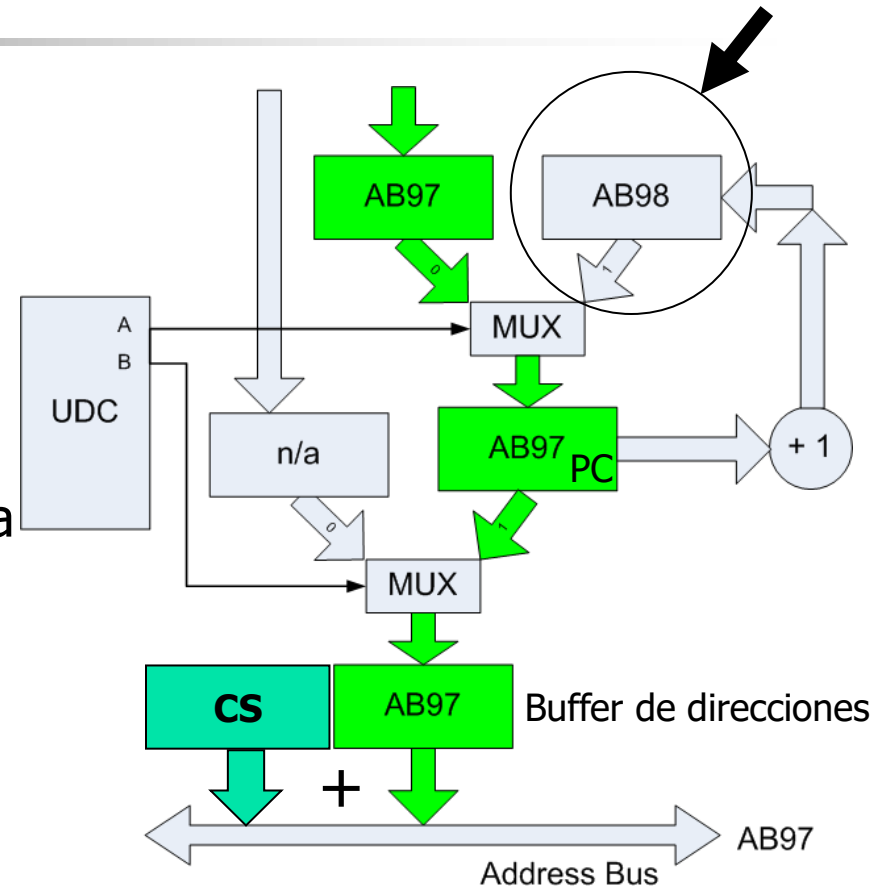 AB97
AB98
0
1
MUX
A
B
UDC
n/a
AB97 PC
+ 1
a
0
1
MUX
CS
AB97
Buffer de direcciones
+
AB97
Address Bus